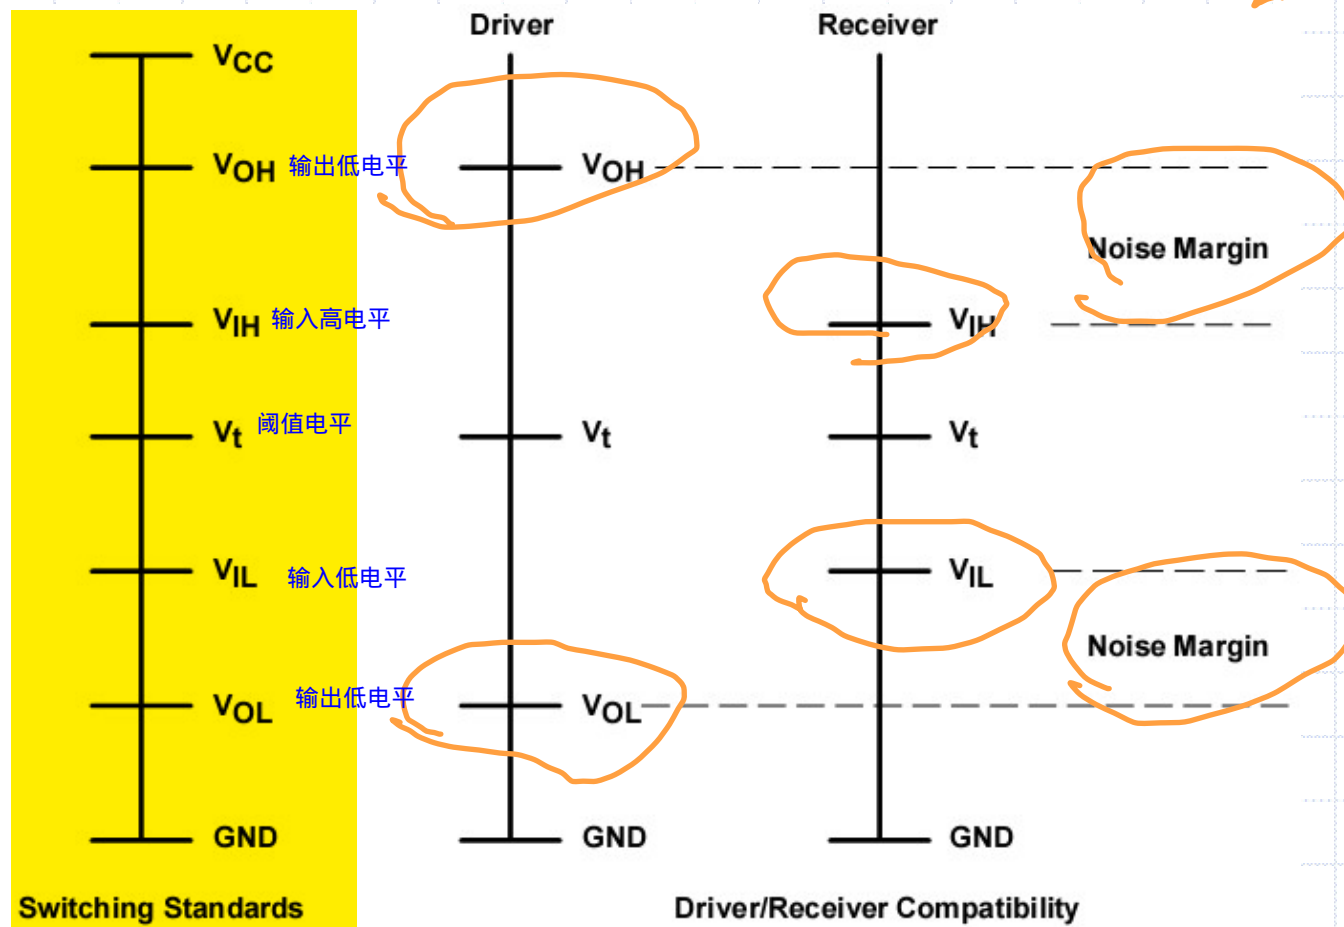 Driver
Receiver
VCC
VOH 输出低电平
VOH
Noise Margin
VIH 输入高电平
VIH
Vt 阈值电平
Vt
Vt
VIL 输入低电平
VIL
Noise Margin
VOL 输出低电平
VOL
GND
GND
GND
Switching Standards
Driver/Receiver Compatibility